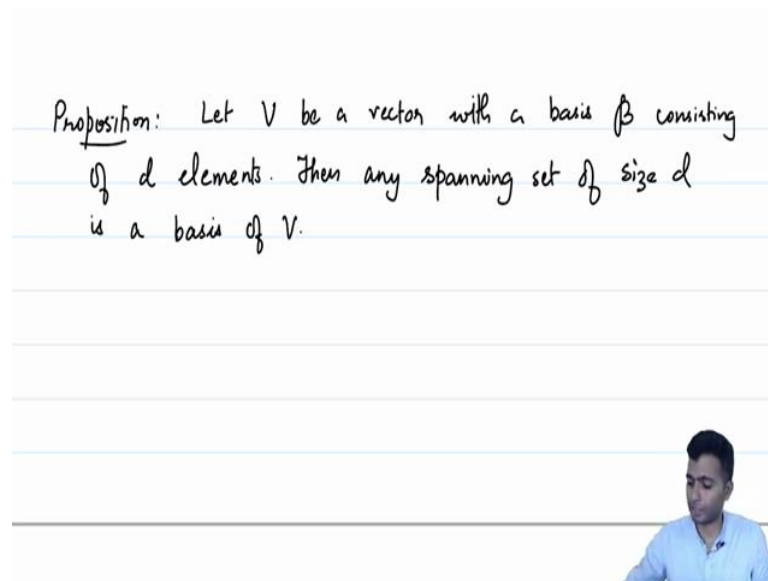 Proposition: Let V be a vector with a basis β consisting
of d elements. Then any spanning set of size d
is a basis of V.